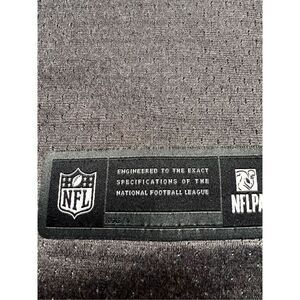 NFL
ENGINEERED TO THE EXACT
SPECIFICATIONS OF THE
NATIONAL FOOTBALL LEAGUE
NFLPA